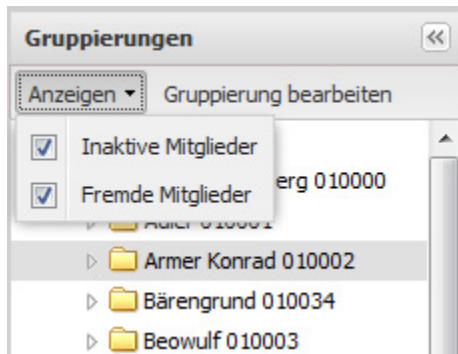 Gruppierungen
Anzeigen Gruppierung bearbeiten
Inaktive Mitglieder
Fremde Mitglieder
erg 010000
Armer Konrad 010002
Bärengrund 010034
Beowulf 010003